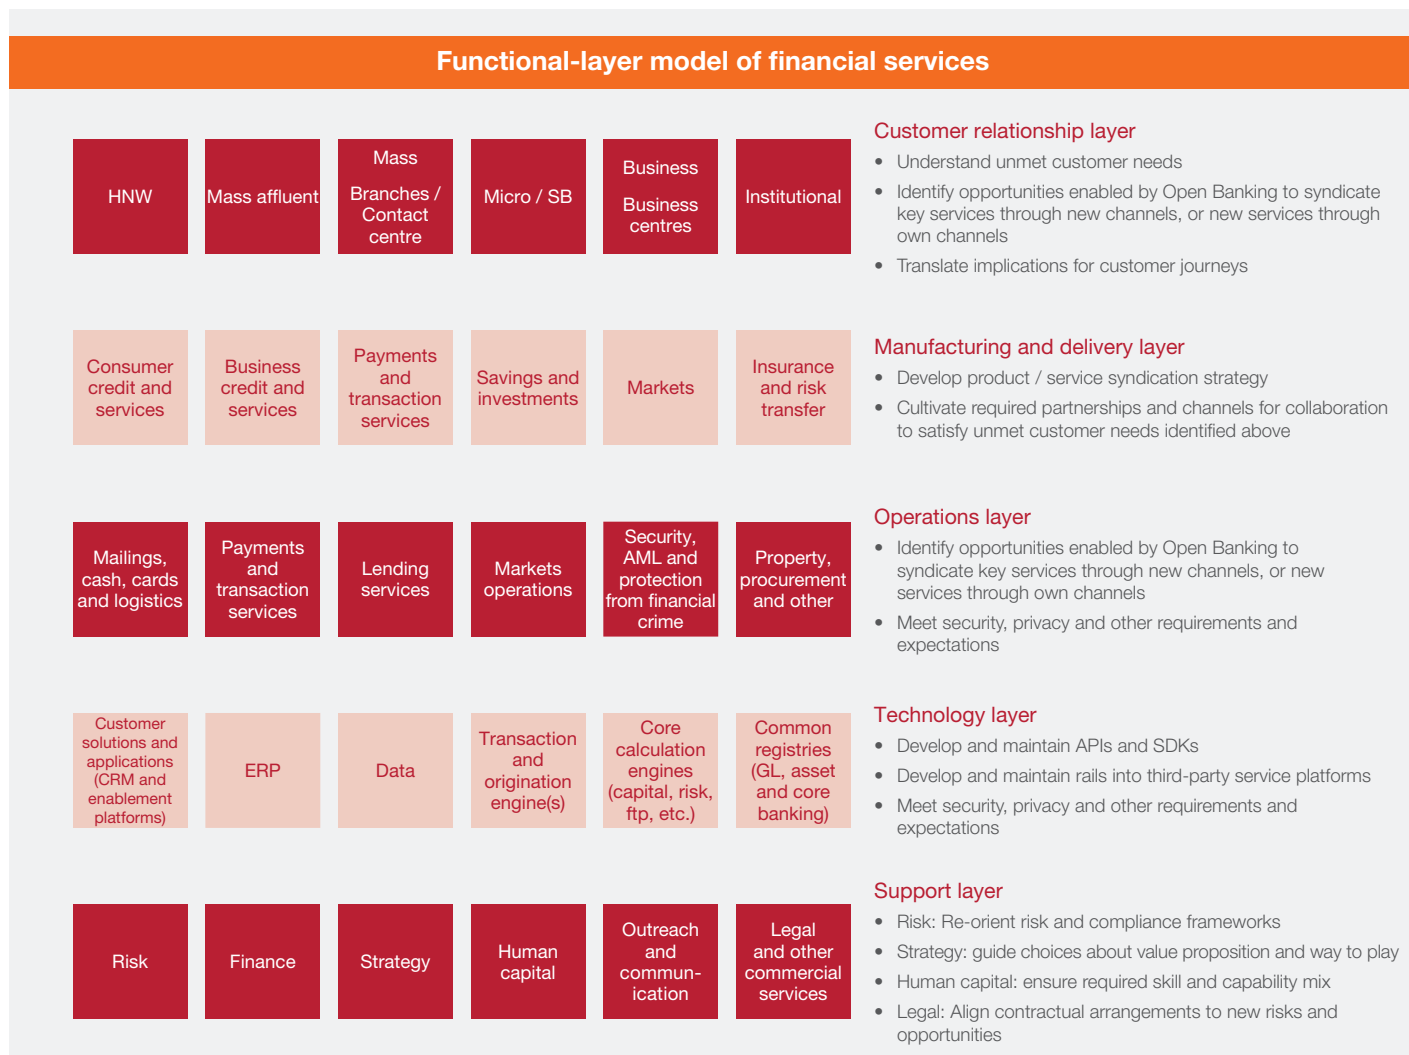 Functional-layer model of financial services
HNW
Mass affluent
Mass
Branches /
Contact
centre
Micro / SB
Business
Business
centres
Institutional
Customer relationship layer
• Understand unmet customer needs
• Identify opportunities enabled by Open Banking to syndicate
key services through new channels, or new services through
own channels
• Translate implications for customer journeys
Consumer
credit and
services
Business
credit and
services
Payments
and
transaction
services
Savings and
investments
Markets
Insurance
and risk
transfer
Manufacturing and delivery layer
• Develop product / service syndication strategy
• Cultivate required partnerships and channels for collaboration
to satisfy unmet customer needs identified above
Mailings,
cash, cards
and logistics
Payments
and
transaction
services
Lending
services
Markets
operations
Security,
AML and
protection
from financial
crime
Property,
procurement
and other
Operations layer
• Identify opportunities enabled by Open Banking to
syndicate key services through new channels, or new
services through own channels
• Meet security, privacy and other requirements and
expectations
Customer
solutions and
applications
(CRM and
enablement
platforms)
ERP
Data
Transaction
and
origination
engine(s)
Core
calculation
engines
(capital, risk,
ftp, etc.)
Common
registries
(GL, asset
and core
banking)
Technology layer
• Develop and maintain APIs and SDKs
• Develop and maintain rails into third-party service platforms
• Meet security, privacy and other requirements and
expectations
Risk
Finance
Strategy
Human
capital
Outreach
and
commun-
ication
Legal
and other
commercial
services
Support layer
• Risk: Re-orient risk and compliance frameworks
• Strategy: guide choices about value proposition and way to play
• Human capital: ensure required skill and capability mix
• Legal: Align contractual arrangements to new risks and
opportunities